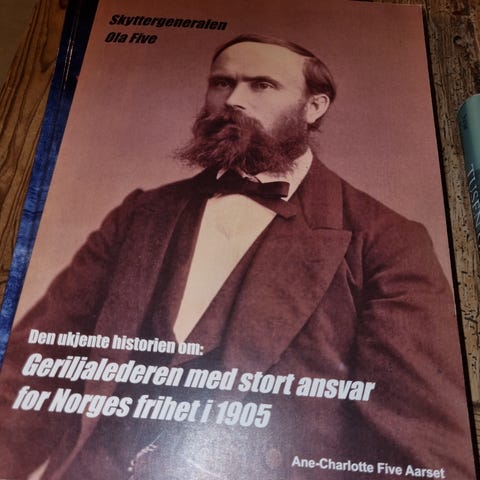 Skyttergeneralen
Ola Five
Den ukjente historien om:
Geriljalederen med stort ansvar
for Norges frihet i 1905
Ane-Charlotte Five Aarset